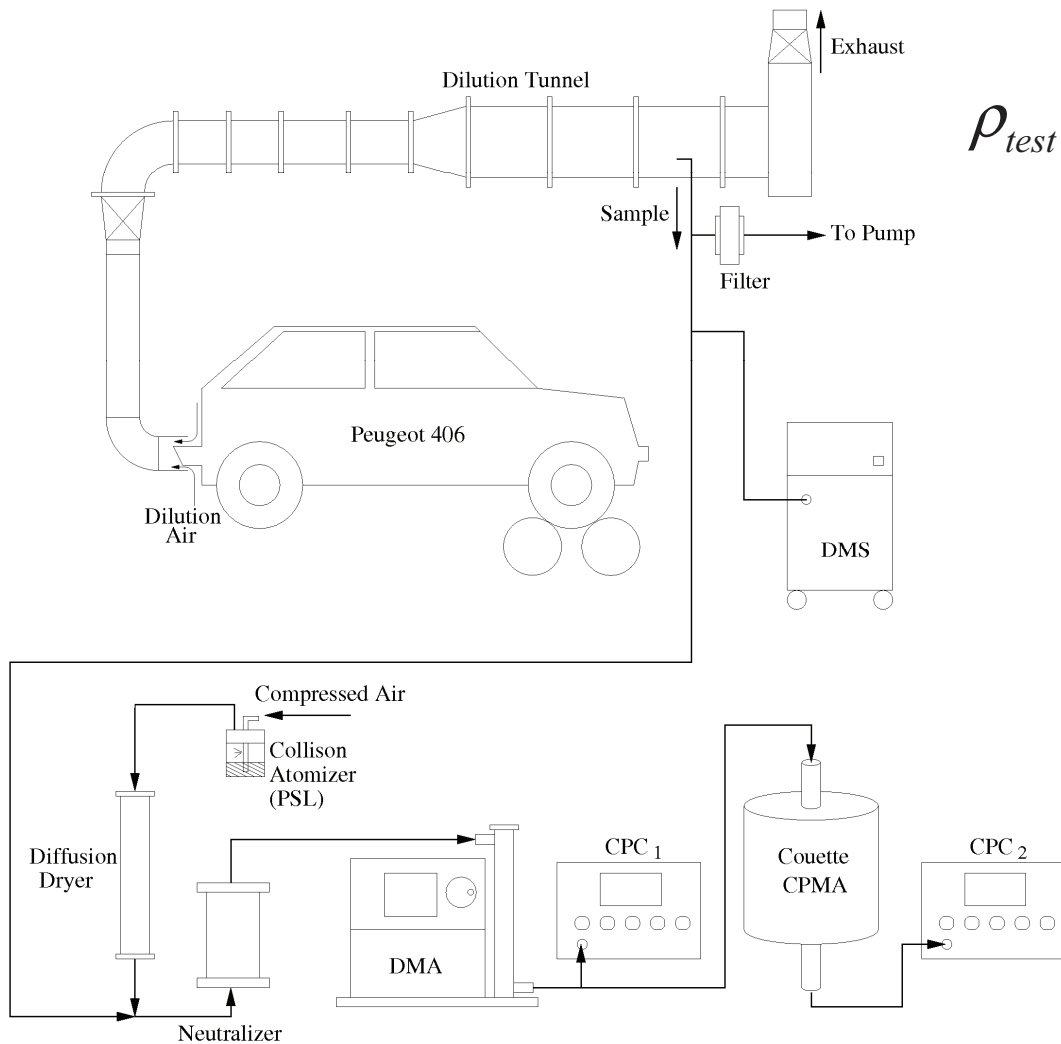 Exhaust
Dilution Tunnel
ρtest
Sample
To Pump
Filter
Peugeot 406
Dilution
Air
DMS
Compressed Air
Collison
Atomizer
(PSL)
Diffusion
Dryer
CPC 1
Couette
CPMA
CPC 2
DMA
Neutralizer